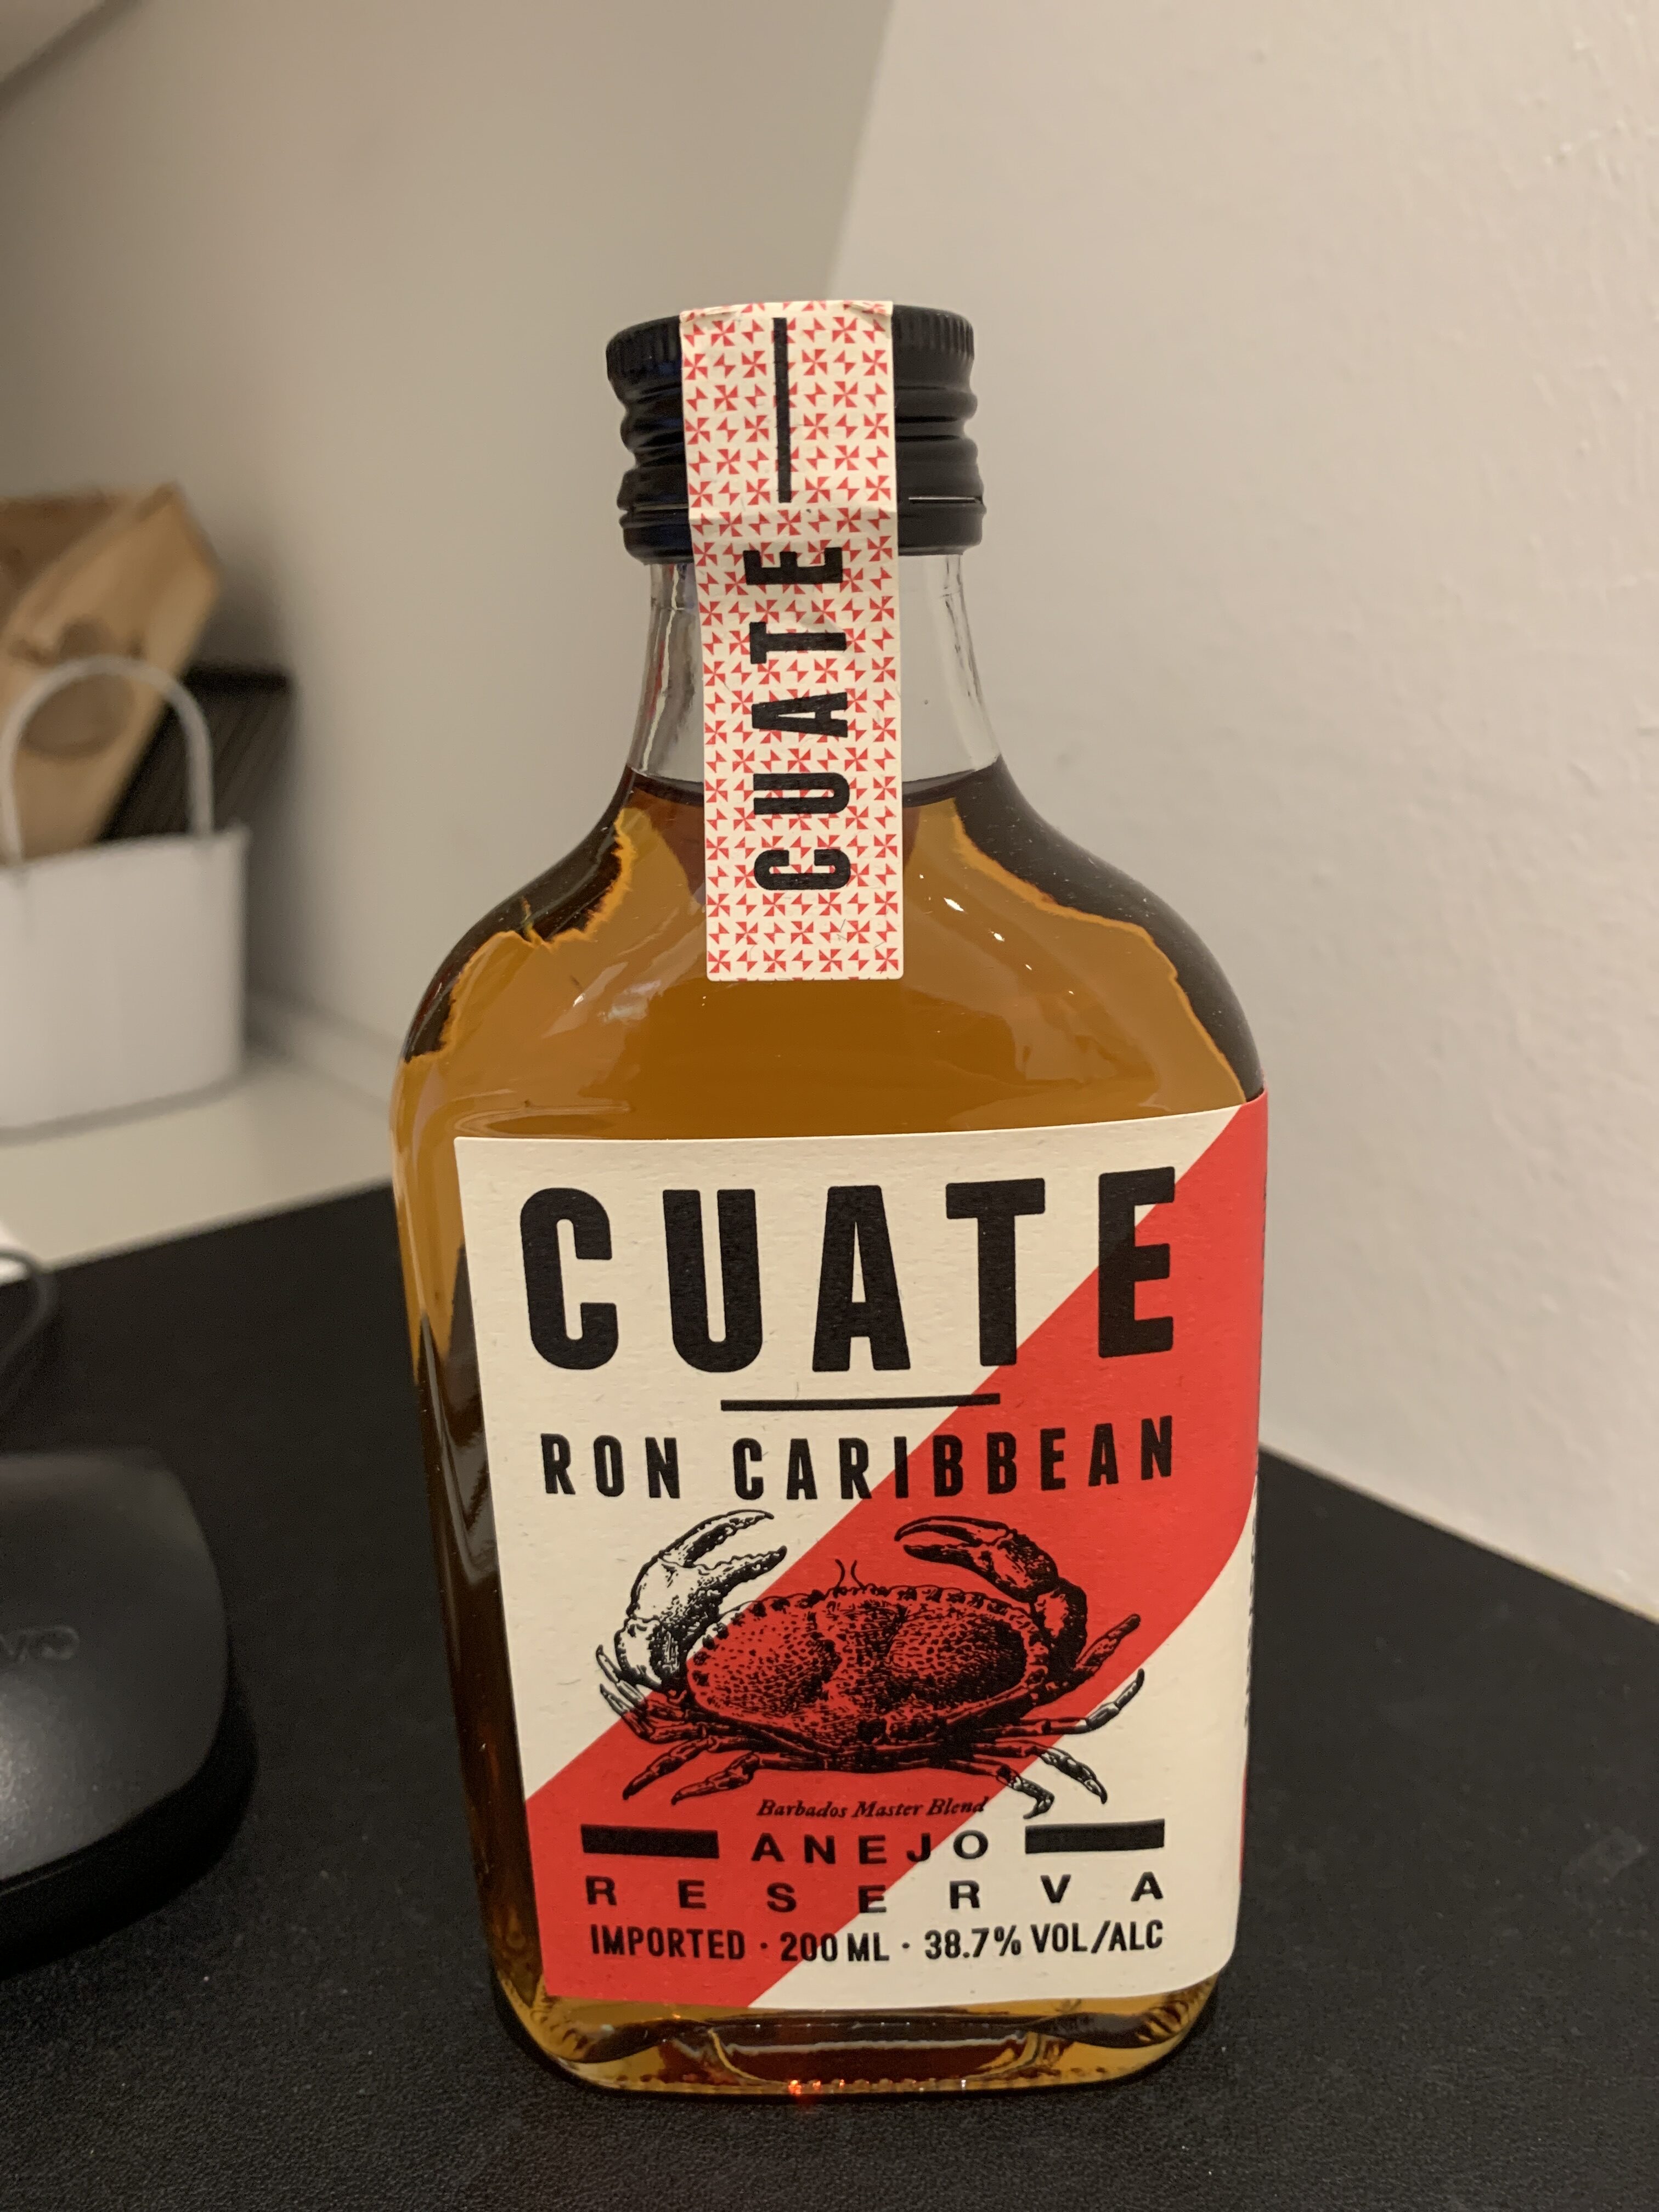 CUATE
CUATE
RON CARIBBEAN
Barbados Master Blend
ANEJO
RESERVA
IMPORTED · 200 ML · 38.7% VOL/ALC